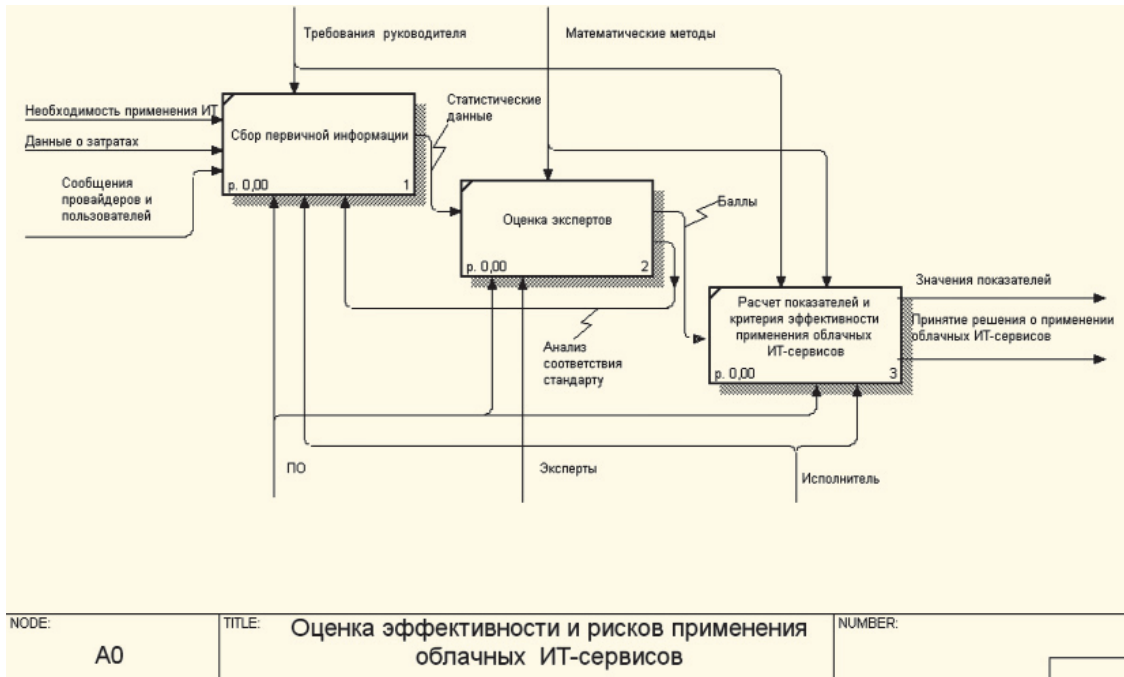 Требования руководителя
Математические методы
Необходимость применения ИТ
Данные о затратах
Сообщения
провайдеров и
пользователей
Сбор первичной информации
р. 0,00
1
Статистические
данные
Оценка экспертов
р. 0,00
2
Баллы
Анализ
соответствия
стандарту
Расчет показателей и
критерия эффективности
применения облачных
ИТ-сервисов
р. 0,00
3
Значения показателей
Принятие решения о применении
облачных ИТ-сервисов
ПО
Эксперты
Исполнитель
NODE:
A0
TITLE:
Оценка эффективности и рисков применения
облачных ИТ-сервисов
NUMBER: